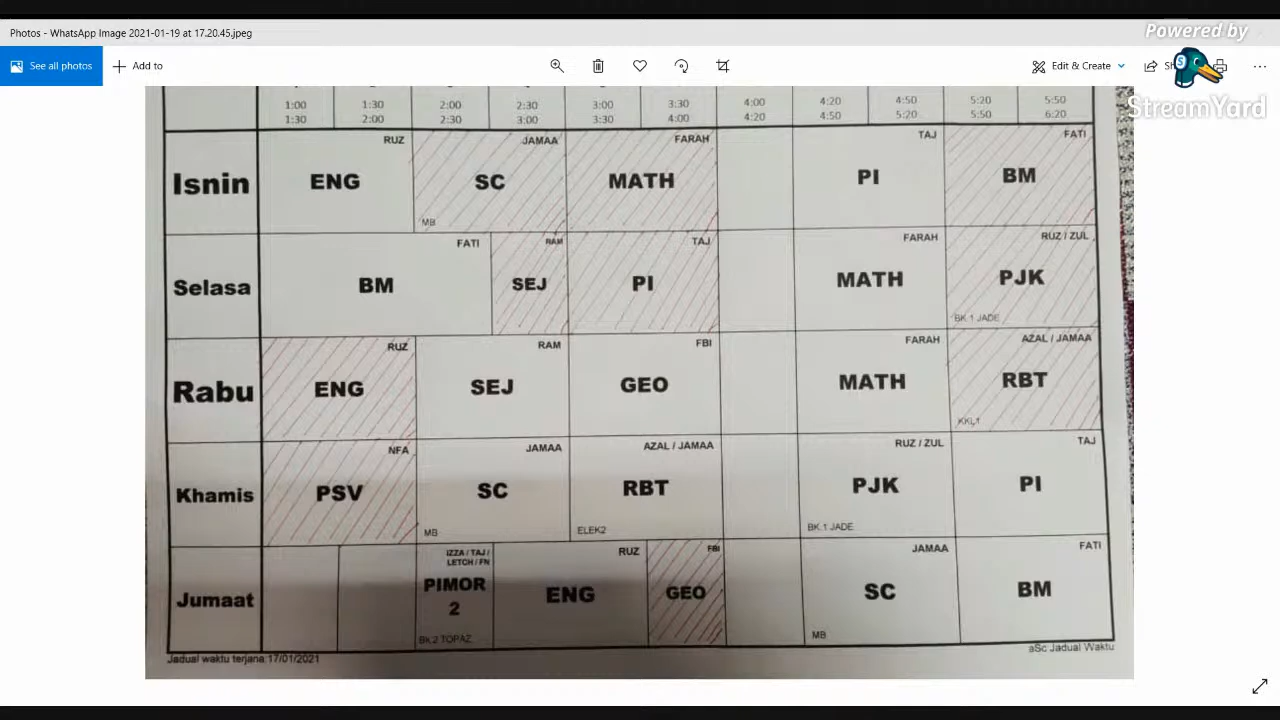 Photos - WhatsApp Image 2021-01-19 at 17.20.45.jpeg
Powered by
See all photos
Add to
Edit & Create
StreamYard
1:00 1:30 2:00 2:30 3:00 3:30 4:00 4:20 4:50 5:20 5:50
1:30 2:00 2:30 3:00 3:30 4:00 4:20 4:50 5:20 5:50 6:20
RUZ JAMAA FARAH TAJ FATI
Isnin ENG SC MATH PI BM
MB
FATI RAM TAJ FARAH RUZ / ZUL
Selasa BM SEJ PI MATH PJK
BK.1 JADE
RUZ RAM FBI FARAH AZAL / JAMAA
Rabu ENG SEJ GEO MATH RBT
KKL1
NFA JAMAA AZAL / JAMAA RUZ / ZUL TAJ
Khamis PSV SC RBT PJK PI
MB ELEK2 BK.1 JADE
IZZA / TAJ / RUZ FBI JAMAA FATI
LETCH / FN
Jumaat PIMOR ENG GEO SC BM
2
BK.2 TOPAZ MB
Jadual waktu terjana:17/01/2021 aSc Jadual Waktu